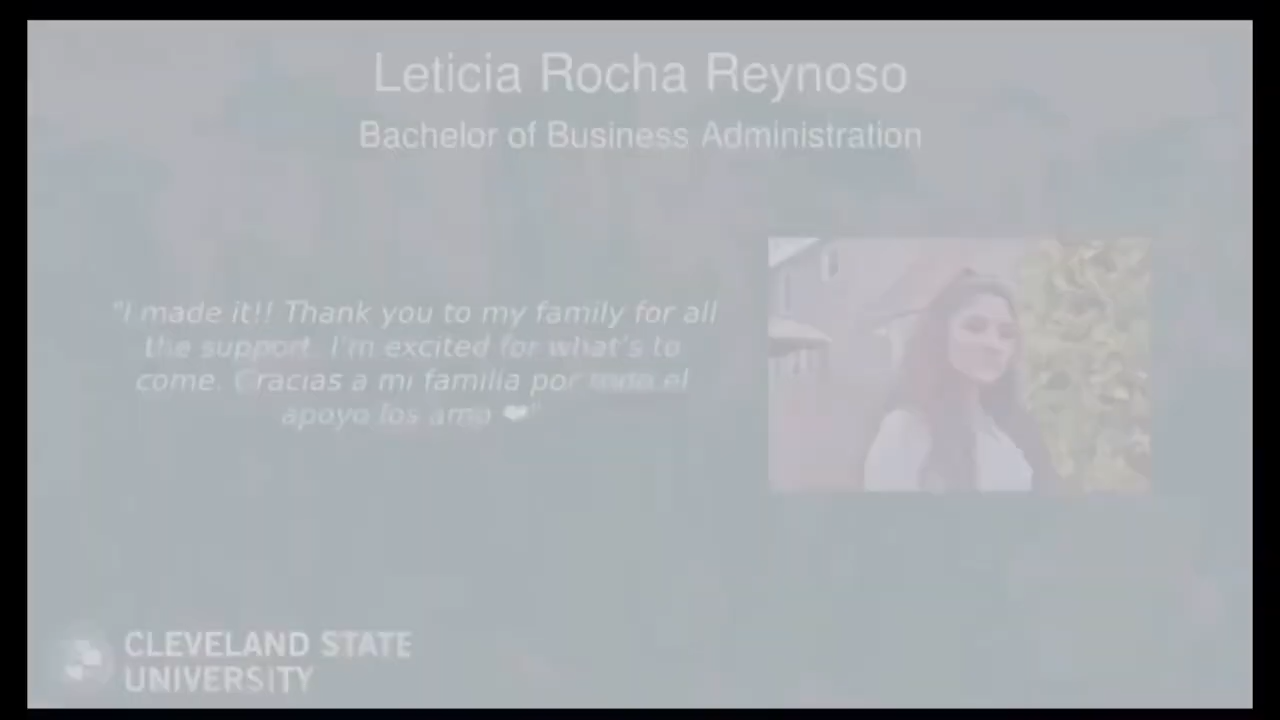 Leticia Rocha Reynoso
Bachelor of Business Administration
"I made it!! Thank you to my family for all
the support. I'm excited for what's to
come. Gracias a mi familia por todo el
apoyo los amo ❤"
CLEVELAND STATE
UNIVERSITY